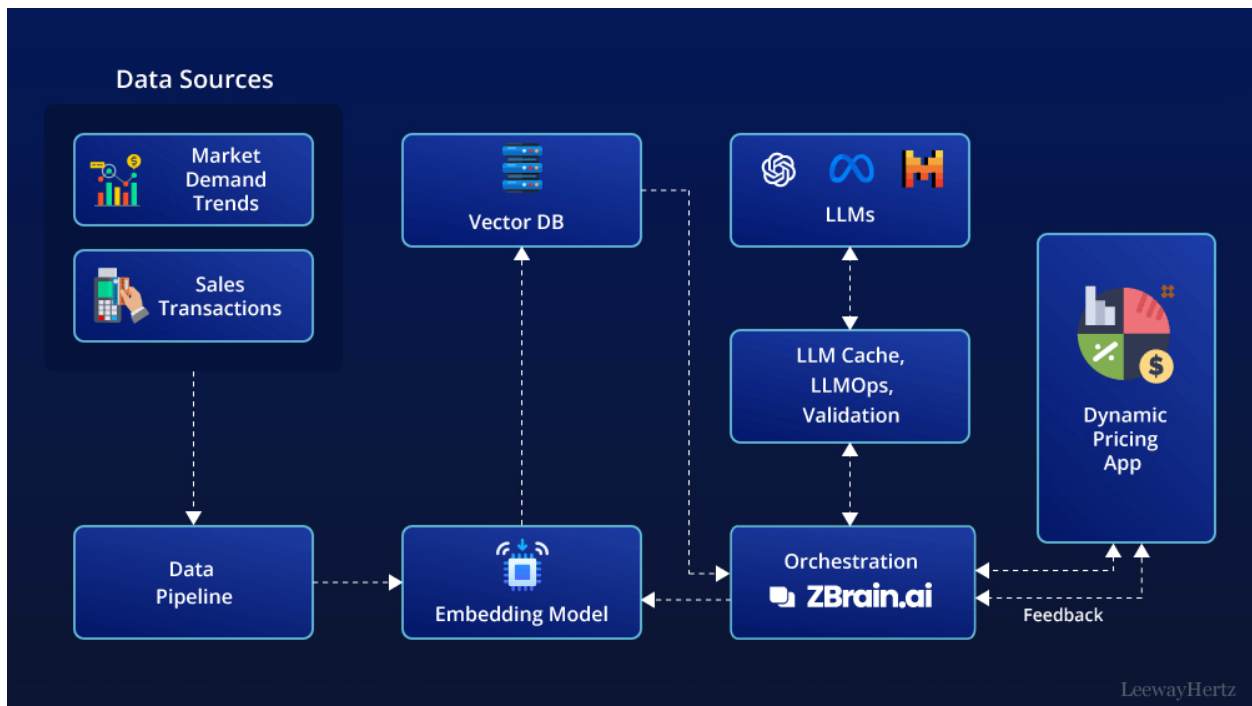 Data Sources
Market
Demand
Trends
Sales
Transactions
Vector DB
LLMs
LLM Cache,
LLMOps,
Validation
Dynamic
Pricing
App
Data
Pipeline
Embedding Model
Orchestration
ZBrain.ai
Feedback
LeewayHertz